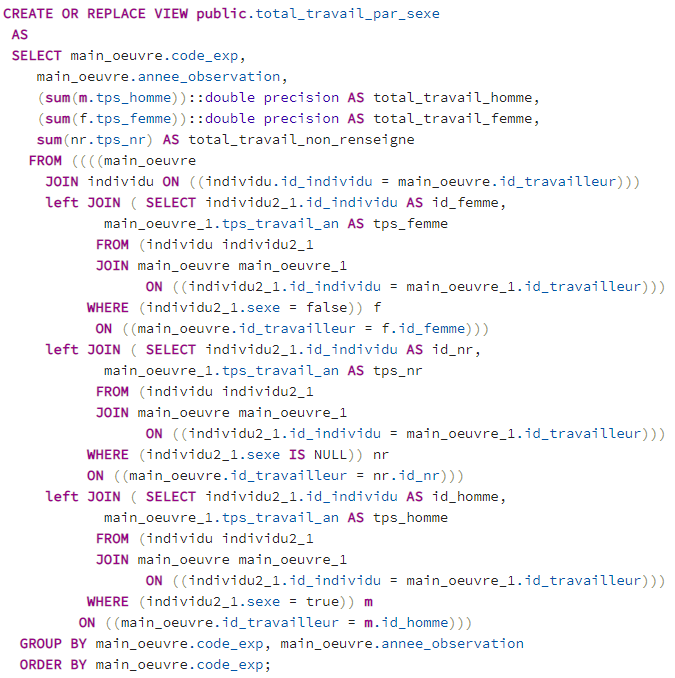 CREATE OR REPLACE VIEW public.total_travail_par_sexe
AS
SELECT main_oeuvre.code_exp,
main_oeuvre.annee_observation,
(sum(m.tps_homme))::double precision AS total_travail_homme,
(sum(f.tps_femme))::double precision AS total_travail_femme,
sum(nr.tps_nr) AS total_travail_non_renseigne
FROM ((((main_oeuvre
JOIN individu ON ((individu.id_individu = main_oeuvre.id_travailleur)))
left JOIN ( SELECT individu2_1.id_individu AS id_femme,
main_oeuvre_1.tps_travail_an AS tps_femme
FROM (individu individu2_1
JOIN main_oeuvre main_oeuvre_1
ON ((individu2_1.id_individu = main_oeuvre_1.id_travailleur)))
WHERE (individu2_1.sexe = false)) f
ON ((main_oeuvre.id_travailleur = f.id_femme)))
left JOIN ( SELECT individu2_1.id_individu AS id_nr,
main_oeuvre_1.tps_travail_an AS tps_nr
FROM (individu individu2_1
JOIN main_oeuvre main_oeuvre_1
ON ((individu2_1.id_individu = main_oeuvre_1.id_travailleur)))
WHERE (individu2_1.sexe IS NULL)) nr
ON ((main_oeuvre.id_travailleur = nr.id_nr)))
left JOIN ( SELECT individu2_1.id_individu AS id_homme,
main_oeuvre_1.tps_travail_an AS tps_homme
FROM (individu individu2_1
JOIN main_oeuvre main_oeuvre_1
ON ((individu2_1.id_individu = main_oeuvre_1.id_travailleur)))
WHERE (individu2_1.sexe = true)) m
ON ((main_oeuvre.id_travailleur = m.id_homme)))
GROUP BY main_oeuvre.code_exp, main_oeuvre.annee_observation
ORDER BY main_oeuvre.code_exp;